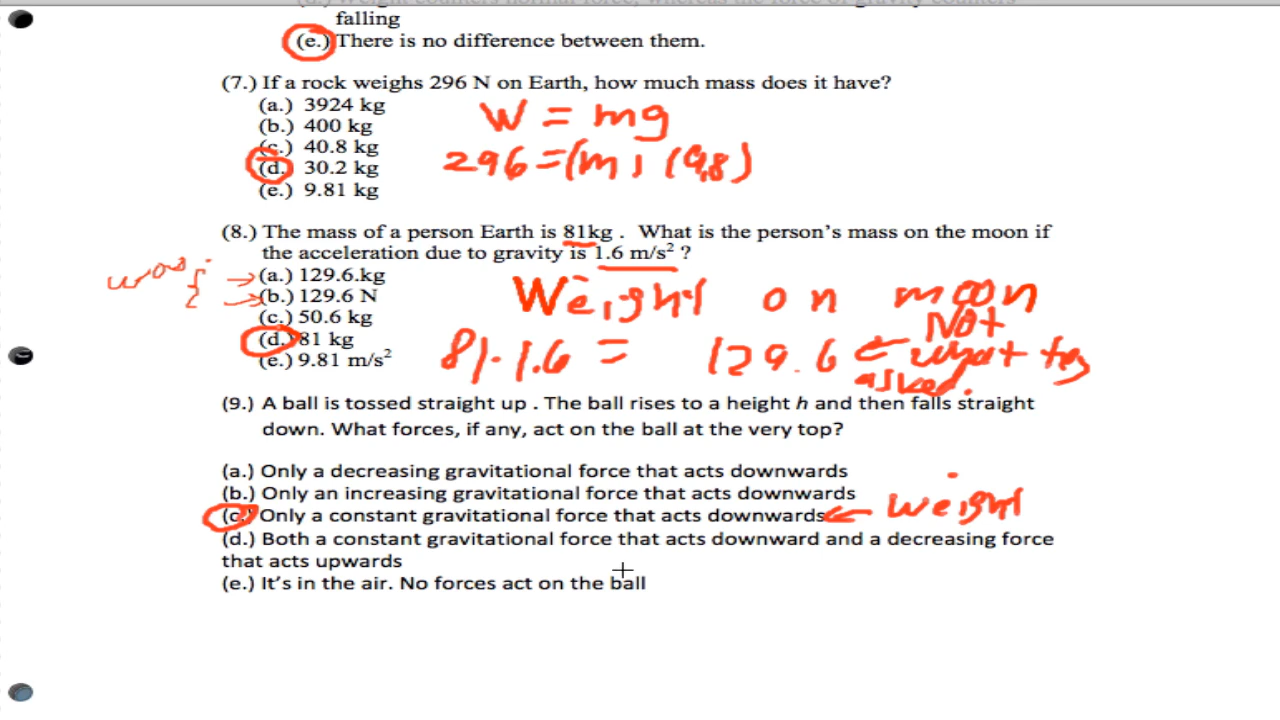 falling
(e.) There is no difference between them.
(7.) If a rock weighs 296 N on Earth, how much mass does it have?
(a.) 3924 kg
(b.) 400 kg
(c.) 40.8 kg
(d.) 30.2 kg
(e.) 9.81 kg
W = mg
296 = (m) (9.8)
(8.) The mass of a person Earth is 81kg . What is the person's mass on the moon if
the acceleration due to gravity is 1.6 m/s² ?
(a.) 129.6.kg
(b.) 129.6 N
(c.) 50.6 kg
(d.) 81 kg
(e.) 9.81 m/s²
Weight on moon
81. 1.6 = 129.6 ← Not
what
asked.
(9.) A ball is tossed straight up . The ball rises to a height h and then falls straight
down. What forces, if any, act on the ball at the very top?
(a.) Only a decreasing gravitational force that acts downwards
(b.) Only an increasing gravitational force that acts downwards
(c.) Only a constant gravitational force that acts downwards ← Weight
(d.) Both a constant gravitational force that acts downward and a decreasing force
that acts upwards
(e.) It's in the air. No forces act on the ball